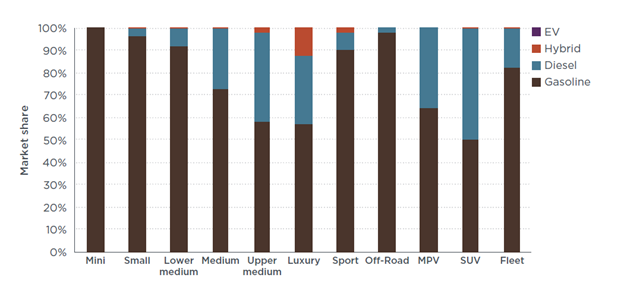 100%
90%
80%
70%
60%
50%
40%
30%
20%
10%
0%
Market share
Mini
Small
Lower
medium
Medium
Upper
medium
Luxury
Sport
Off-Road
MPV
SUV
Fleet
EV
Hybrid
Diesel
Gasoline